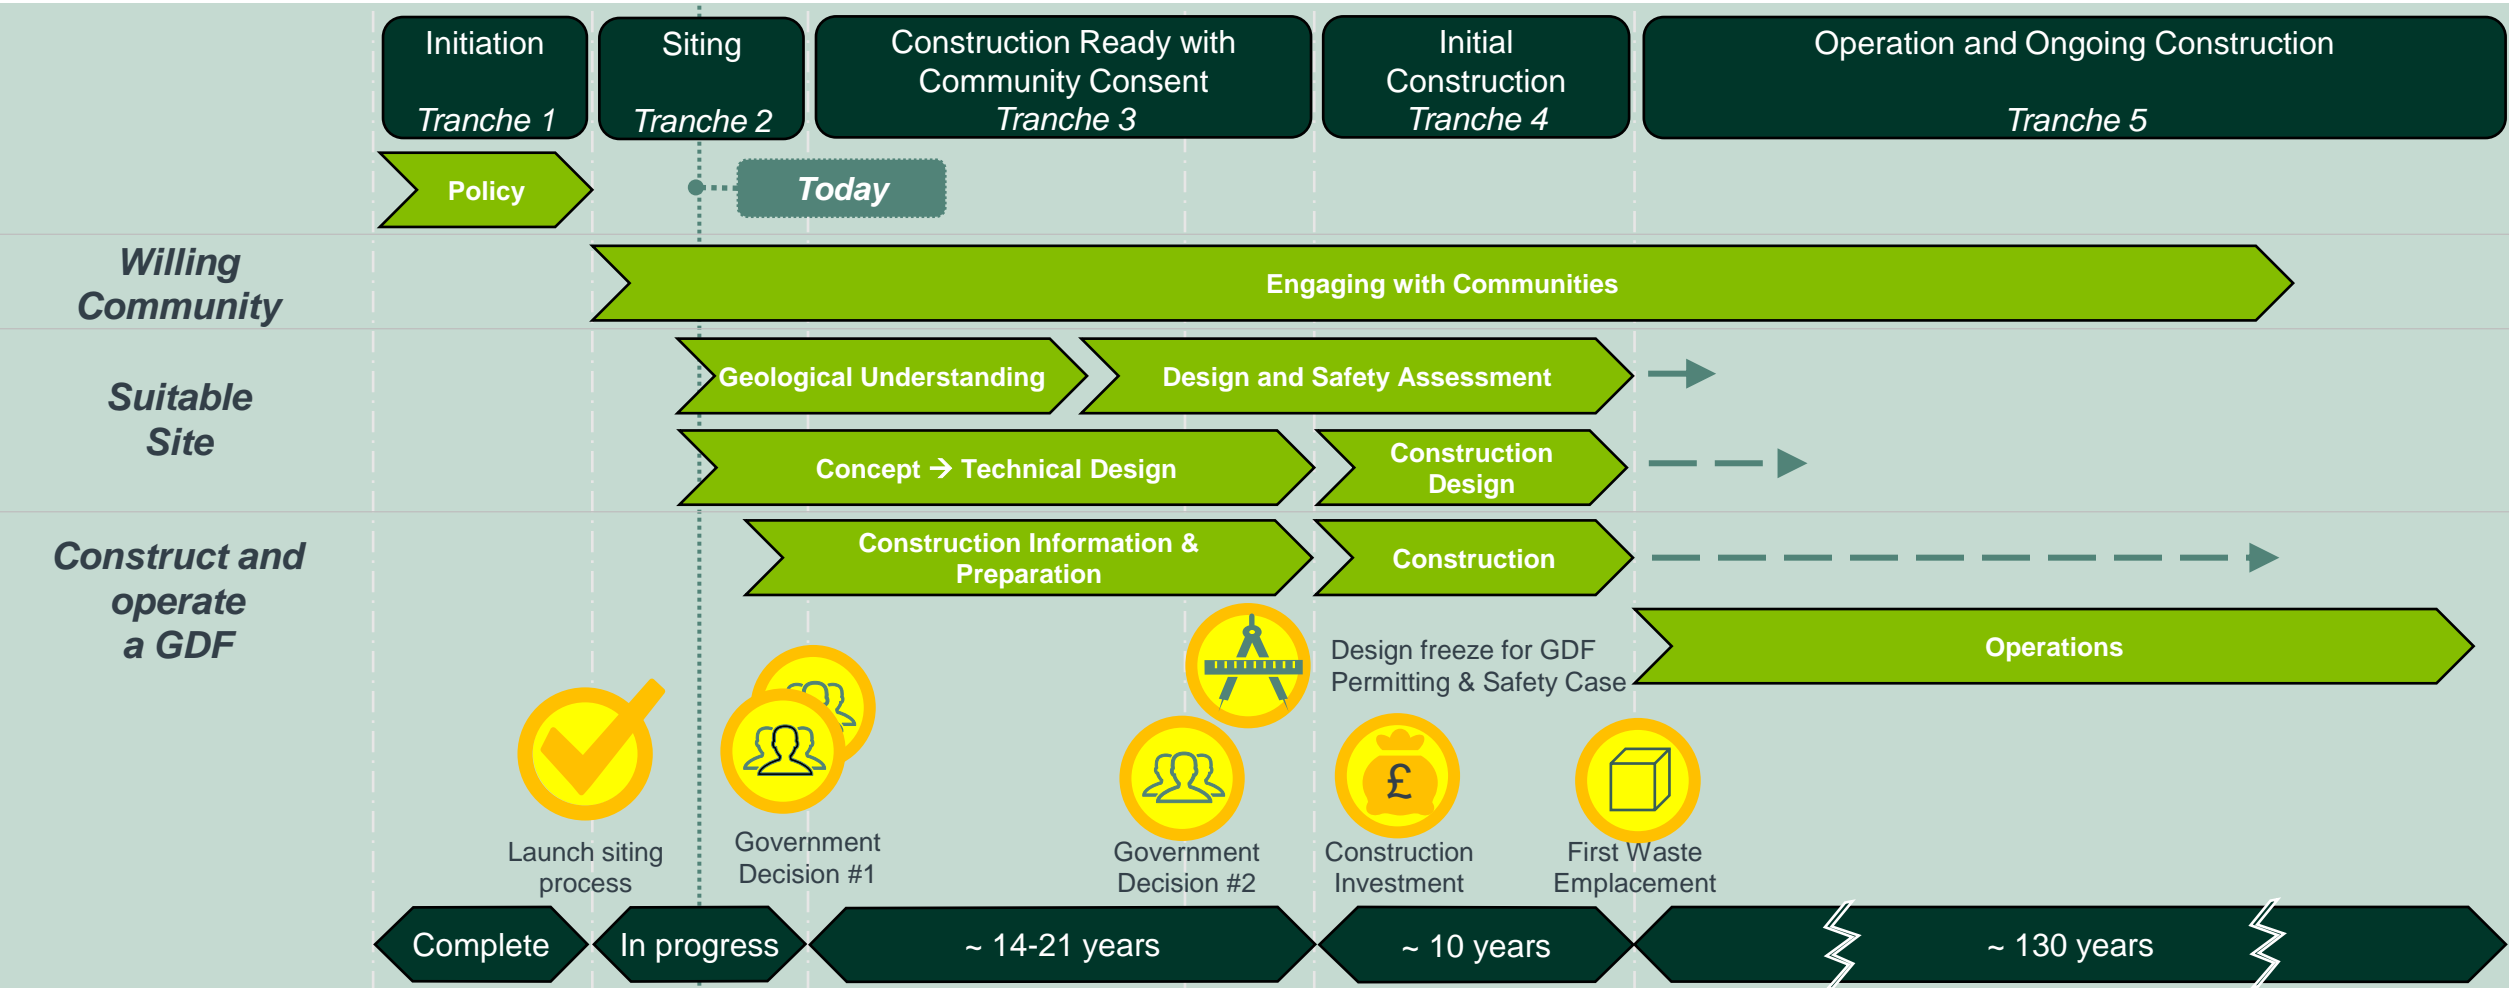 Initiation
Tranche 1
Siting
Tranche 2
Construction Ready with
Community Consent
Tranche 3
Initial
Construction
Tranche 4
Operation and Ongoing Construction
Tranche 5
Policy
Today
Willing
Community
Engaging with Communities
Suitable
Site
Geological Understanding
Design and Safety Assessment
Concept → Technical Design
Construction
Design
Construct and
operate
a GDF
Construction Information &
Preparation
Construction
Operations
Design freeze for GDF
Permitting & Safety Case
£
Launch siting
process
Government
Decision #1
Government
Decision #2
Construction
Investment
First Waste
Emplacement
Complete
In progress
~ 14-21 years
~ 10 years
~ 130 years